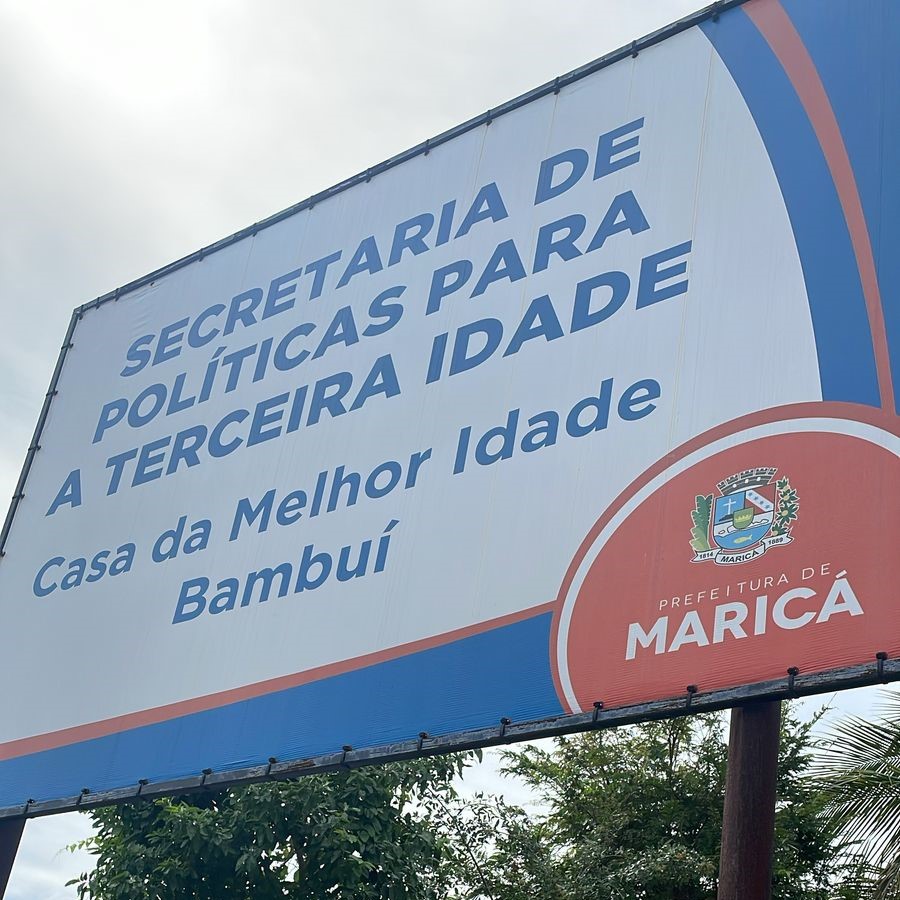 SECRETARIA DE
POLÍTICAS PARA
A TERCEIRA IDADE
Casa da Melhor Idade
Bambuí
1814 MARICÁ 1889
PREFEITURA DE
MARICÁ